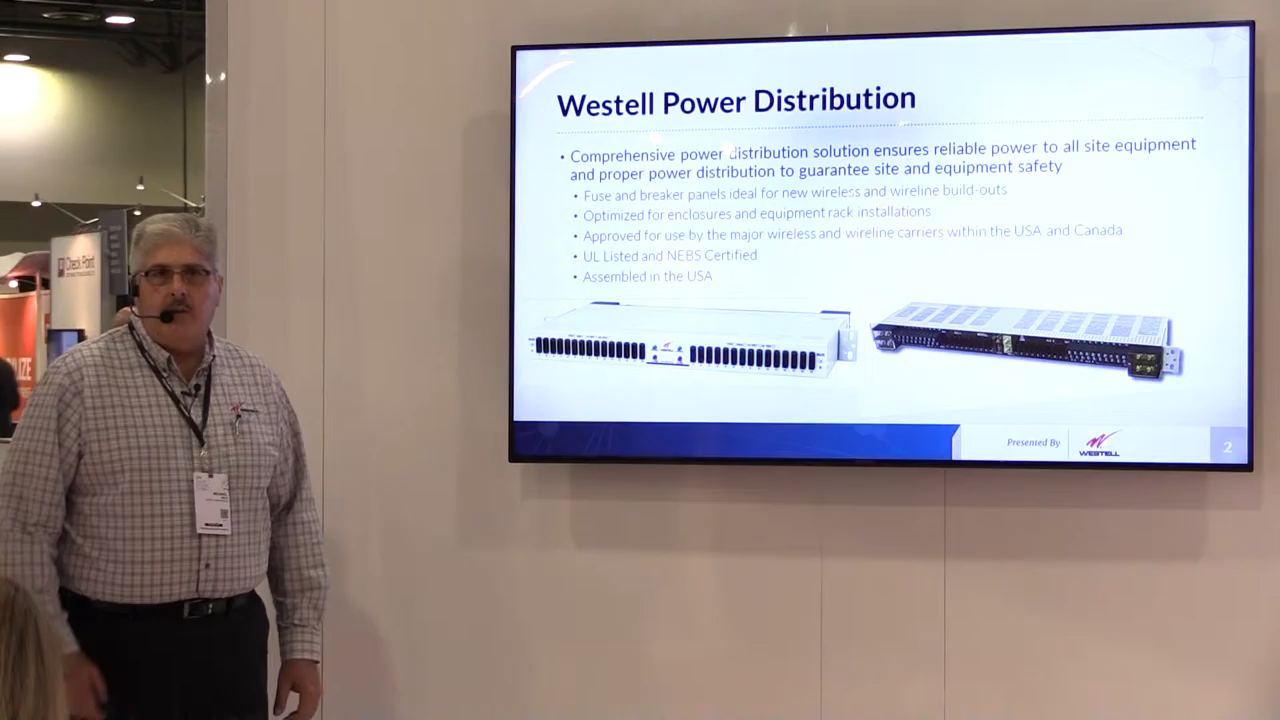 Westell Power Distribution
• Comprehensive power distribution solution ensures reliable power to all site equipment
and proper power distribution to guarantee site and equipment safety
• Fuse and breaker panels ideal for new wireless and wireline build-outs
• Optimized for enclosures and equipment rack installations
• Approved for use by the major wireless and wireline carriers within the USA and Canada
• UL Listed and NEBS Certified
• Assembled in the USA
Presented By
WESTELL
2
Check Point